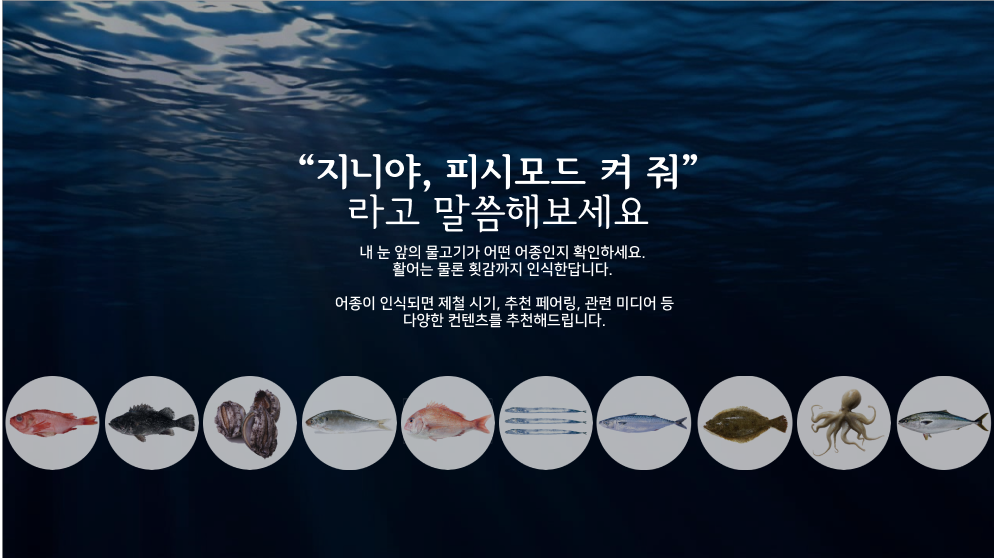 “지니야, 피시모드 켜 줘”
라고 말씀해보세요
내 눈 앞의 물고기가 어떤 어종인지 확인하세요.
활어는 물론 횟감까지 인식한답니다.
어종이 인식되면 제철 시기, 추천 페어링, 관련 미디어 등
다양한 컨텐츠를 추천해드립니다.